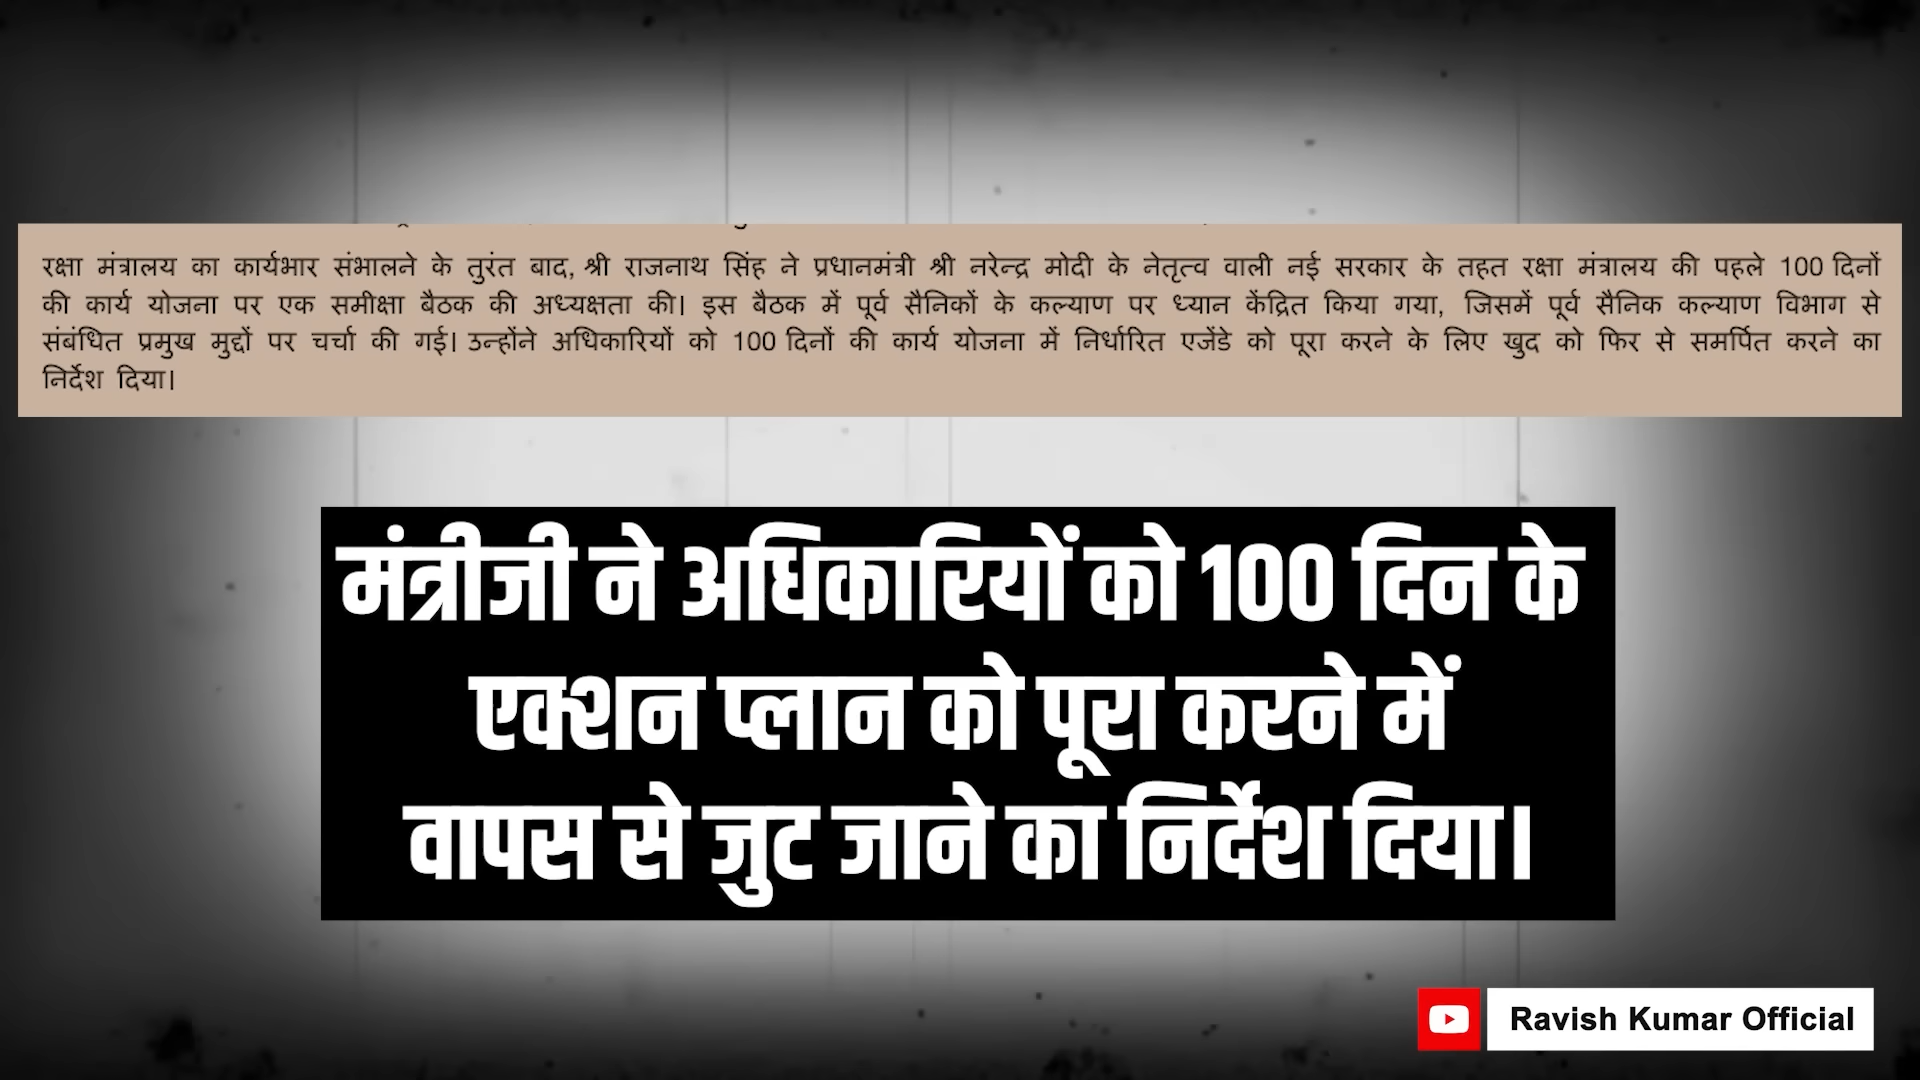 रक्षा मंत्रालय का कार्यभार संभालने के तुरंत बाद, श्री राजनाथ सिंह ने प्रधानमंत्री श्री नरेन्द्र मोदी के नेतृत्व वाली नई सरकार के तहत रक्षा मंत्रालय की पहले 100 दिनों
की कार्य योजना पर एक समीक्षा बैठक की अध्यक्षता की। इस बैठक में पूर्व सैनिकों के कल्याण पर ध्यान केंद्रित किया गया, जिसमें पूर्व सैनिक कल्याण विभाग से
संबंधित प्रमुख मुद्दों पर चर्चा की गई। उन्होंने अधिकारियों को 100 दिनों की कार्य योजना में निर्धारित एजेंडे को पूरा करने के लिए खुद को फिर से समर्पित करने का
निर्देश दिया।
मंत्रीजी ने अधिकारियों को 100 दिन के
एक्शन प्लान को पूरा करने में
वापस से जुट जाने का निर्देश दिया।
Ravish Kumar Official